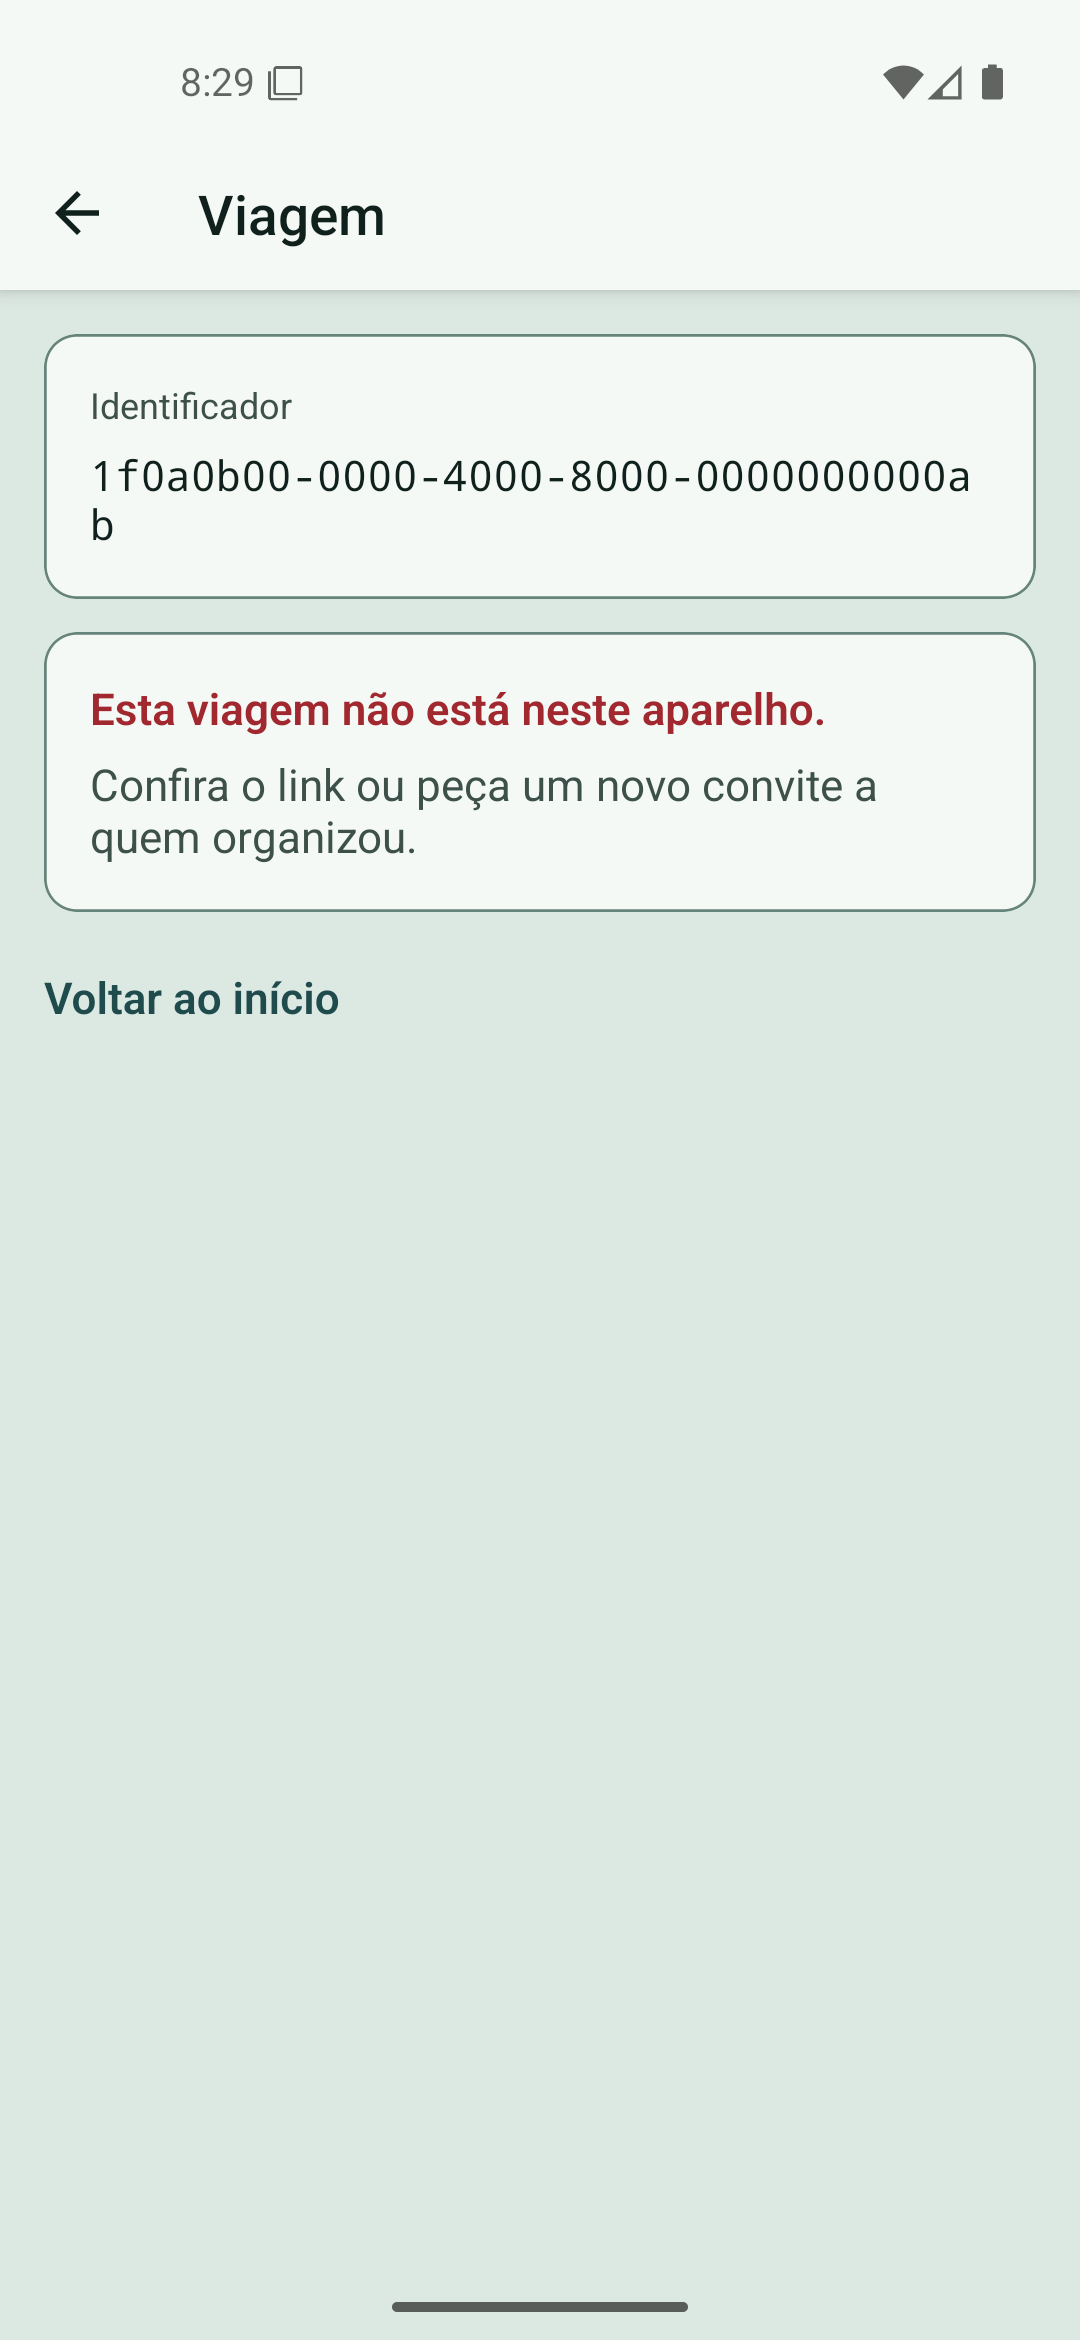 8:29
Viagem
Identificador
1f0a0b00-0000-4000-8000-0000000000a
b
Esta viagem não está neste aparelho.
Confira o link ou peça um novo convite a
quem organizou.
Voltar ao início